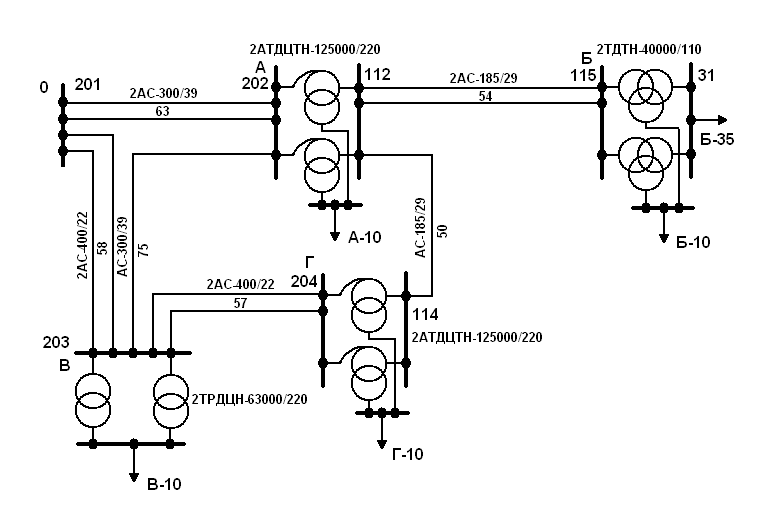 2АТДЦТН-125000/220
2ТДТН-40000/110
0
201
А
202
112
Б
115
31
2АС-300/39
63
2АС-185/29
54
Б-35
А-10
Б-10
2АС-400/22
58
АС-300/39
75
АС-185/29
50
Г
204
2АС-400/22
57
114
2АТДЦТН-125000/220
203
В
2ТРДЦН-63000/220
Г-10
В-10